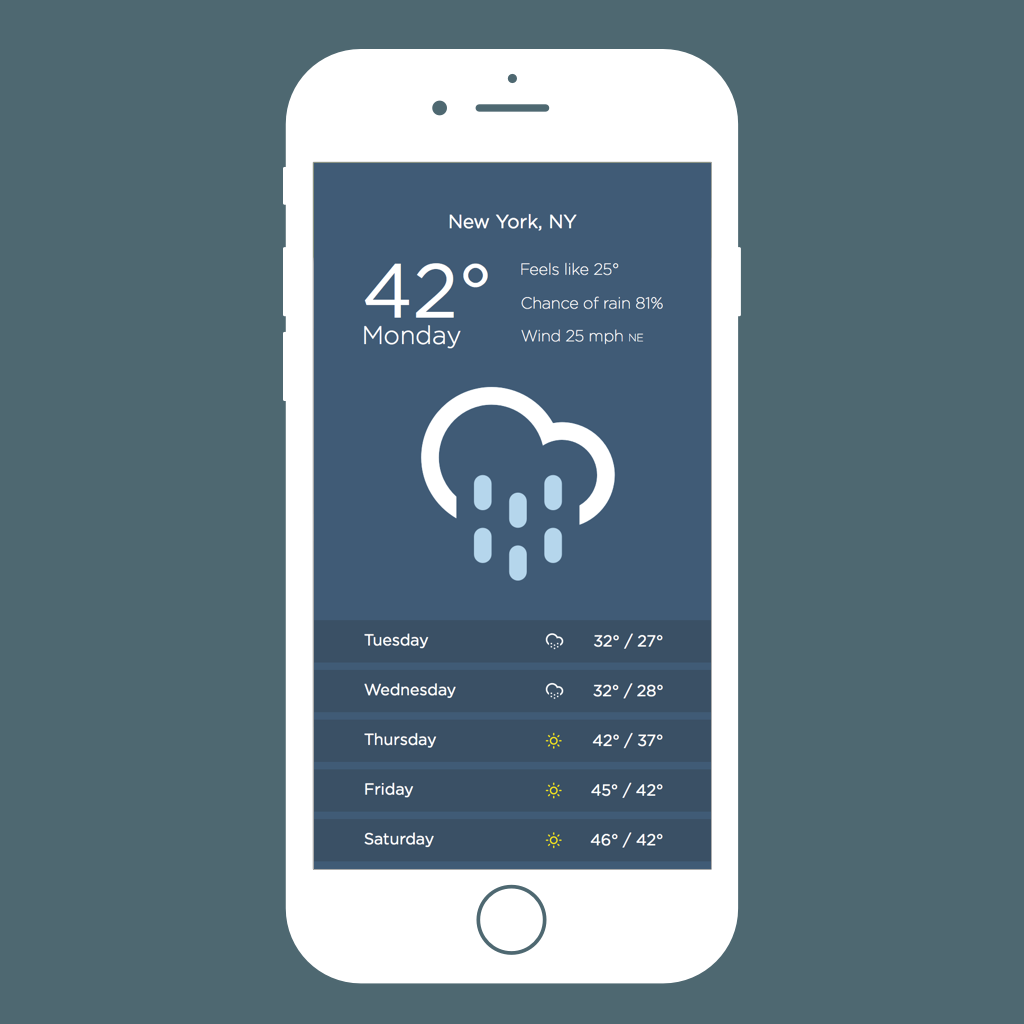 New York, NY
42°
Monday
Feels like 25°
Chance of rain 81%
Wind 25 mph NE
Tuesday 32° / 27°
Wednesday 32° / 28°
Thursday 42° / 37°
Friday 45° / 42°
Saturday 46° / 42°